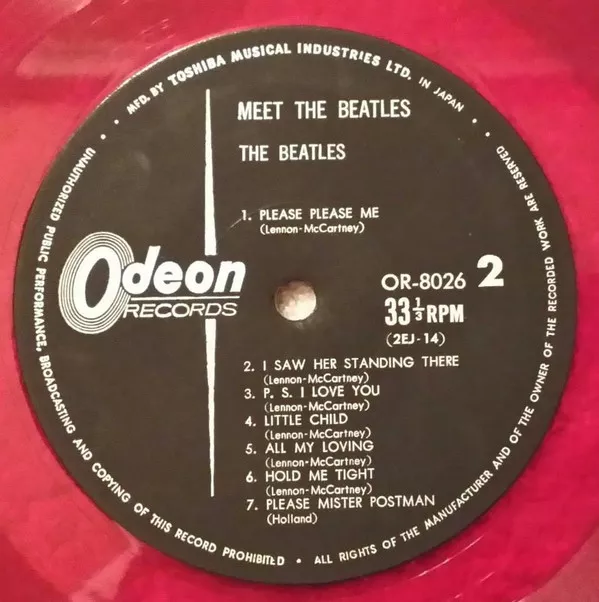 MFD. BY TOSHIBA MUSICAL INDUSTRIES LTD. IN JAPAN •
MEET THE BEATLES
THE BEATLES
1. PLEASE PLEASE ME
(Lennon-McCartney)
Odeon
RECORDS
OR-8026 2
33⅓ RPM
(2EJ-14)
2. I SAW HER STANDING THERE
(Lennon-McCartney)
3. P. S. I LOVE YOU
(Lennon-McCartney)
4. LITTLE CHILD
(Lennon-McCartney)
5. ALL MY LOVING
(Lennon-McCartney)
6. HOLD ME TIGHT
(Lennon-McCartney)
7. PLEASE MISTER POSTMAN
(Holland)
UNAUTHORIZED PUBLIC PERFORMANCE, BROADCASTING AND COPYING OF THIS RECORD PROHIBITED • ALL RIGHTS OF THE MANUFACTURER AND OF THE OWNER OF THE RECORDED WORK ARE RESERVED